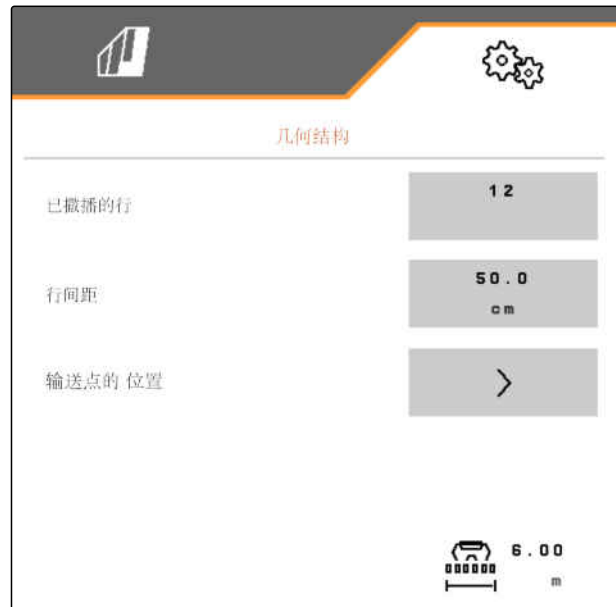 几何结构
已撒播的行
12
行间距
50.0
cm
输送点的 位置
6.00
m